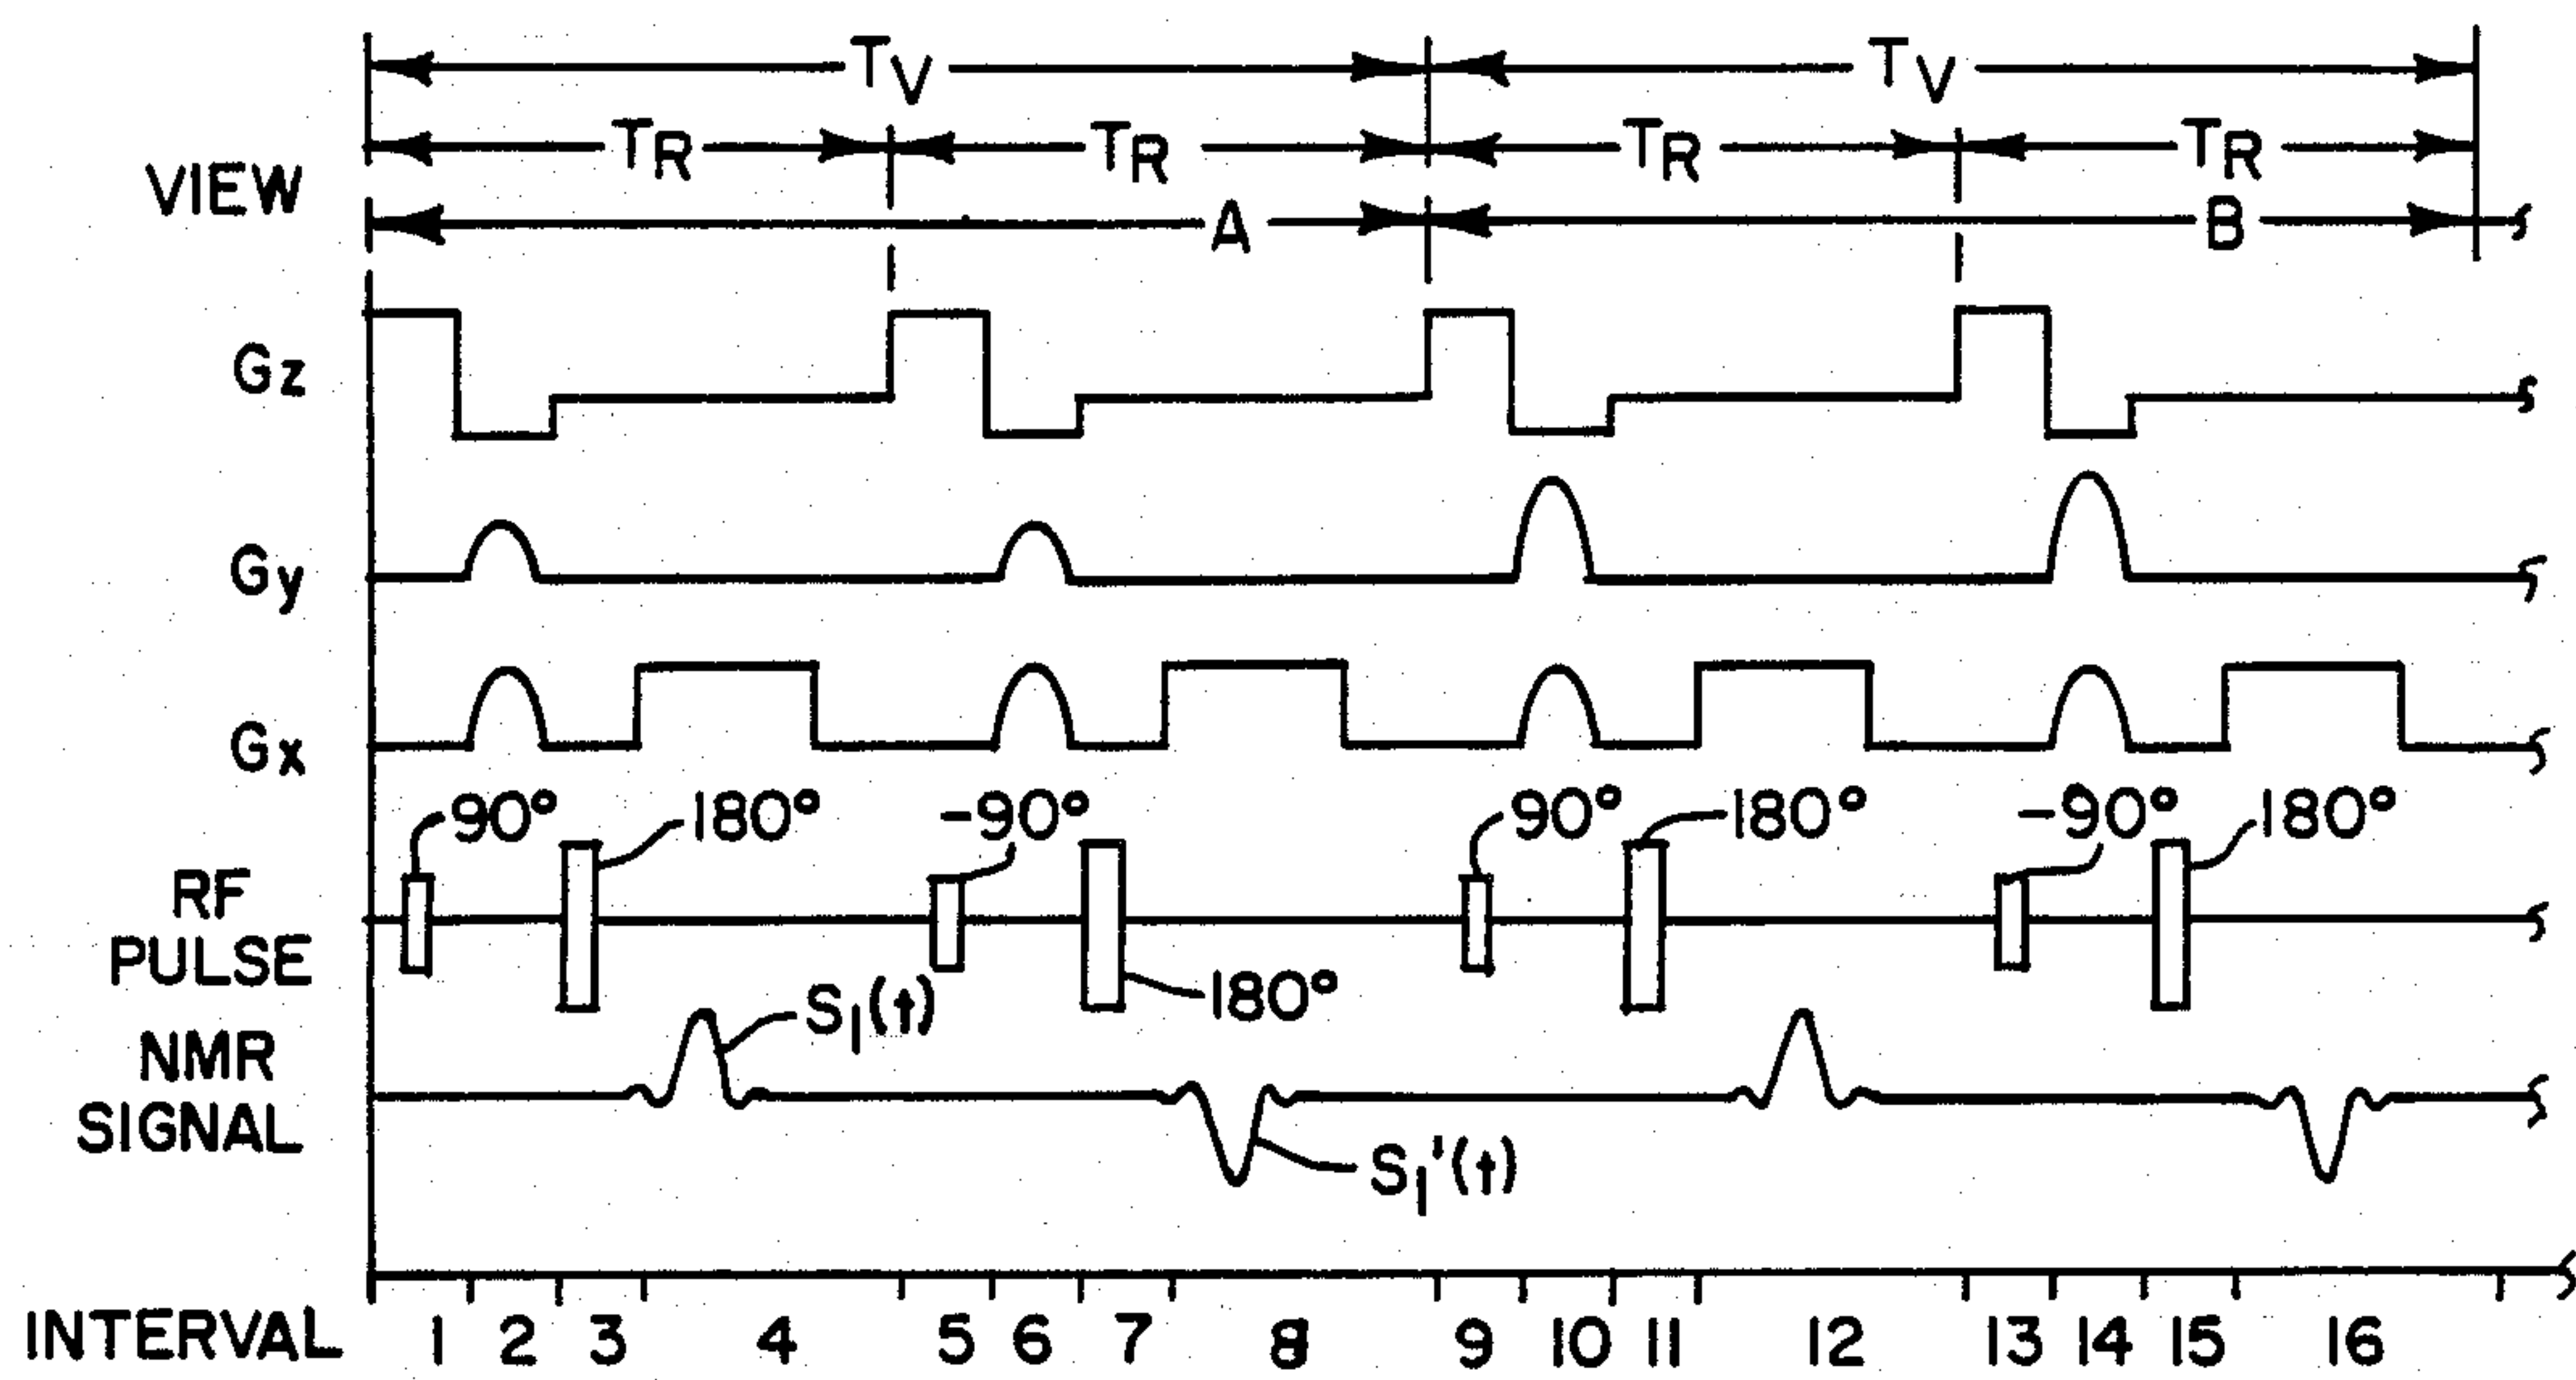 TV TV
TR TR TR TR
VIEW A B
Gz
Gy
Gx
90° 180° -90° 90° 180° -90° 180°
RF
PULSE
180°
S1(t)
NMR
SIGNAL
S1'(t)
INTERVAL 1 2 3 4 5 6 7 8 9 10 11 12 13 14 15 16